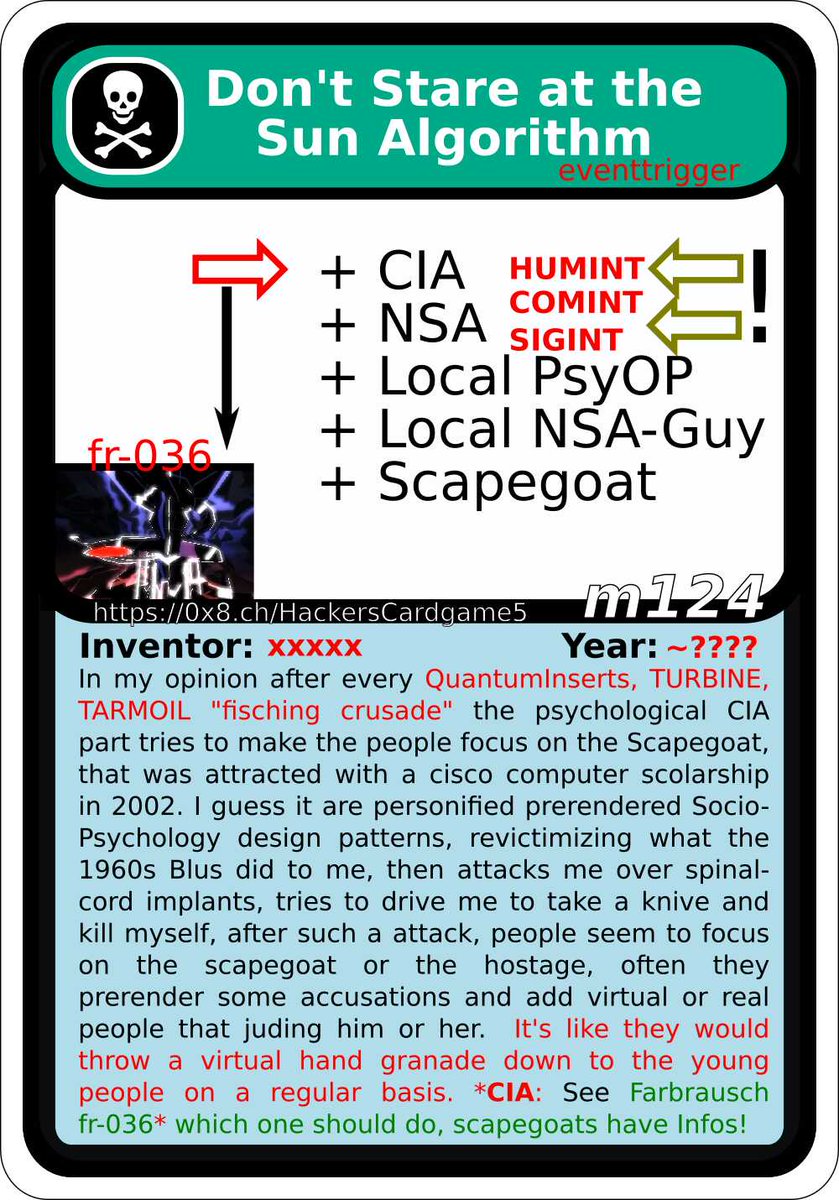 Don't Stare at the
Sun Algorithm
eventtrigger
+ CIA HUMINT !
COMINT
+ NSA SIGINT
+ Local PsyOP
+ Local NSA-Guy
+ Scapegoat
fr-036
m124
https://0x8.ch/HackersCardgame5
Inventor: xxxxx Year: ~????
In my opinion after every QuantumInserts, TURBINE,
TARMOIL "fisching crusade" the psychological CIA
part tries to make the people focus on the Scapegoat,
that was attracted with a cisco computer scolarship
in 2002. I guess it are personified prerendered Socio-
Psychology design patterns, revictimizing what the
1960s Blus did to me, then attacks me over spinal-
cord implants, tries to drive me to take a knive and
kill myself, after such a attack, people seem to focus
on the scapegoat or the hostage, often they
prerender some accusations and add virtual or real
people that juding him or her. It's like they would
throw a virtual hand granade down to the young
people on a regular basis. *CIA: See Farbrausch
fr-036* which one should do, scapegoats have Infos!